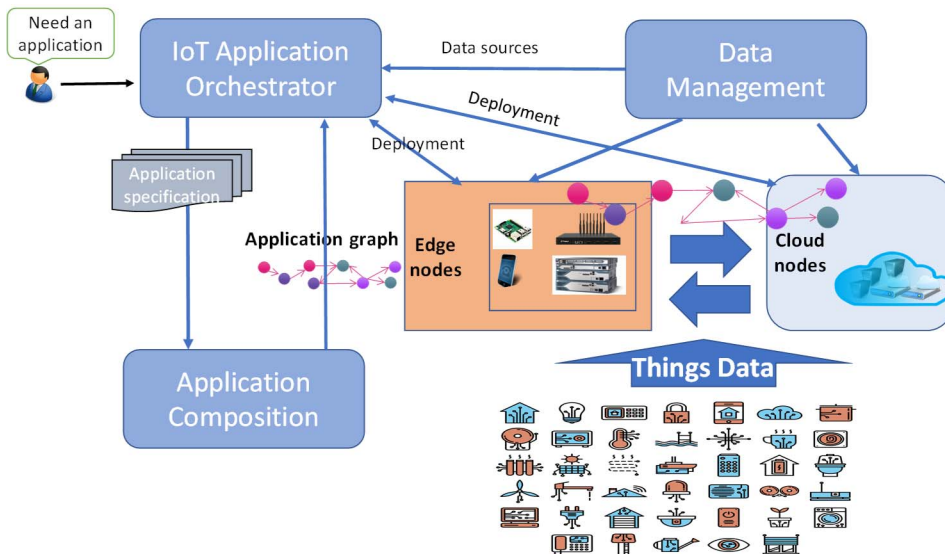 Need an
application
IoT Application
Orchestrator
Data sources
Data
Management
Deployment
Deployment
Application
specification
Application graph
Edge
nodes
Cloud
nodes
Things Data
Application
Composition